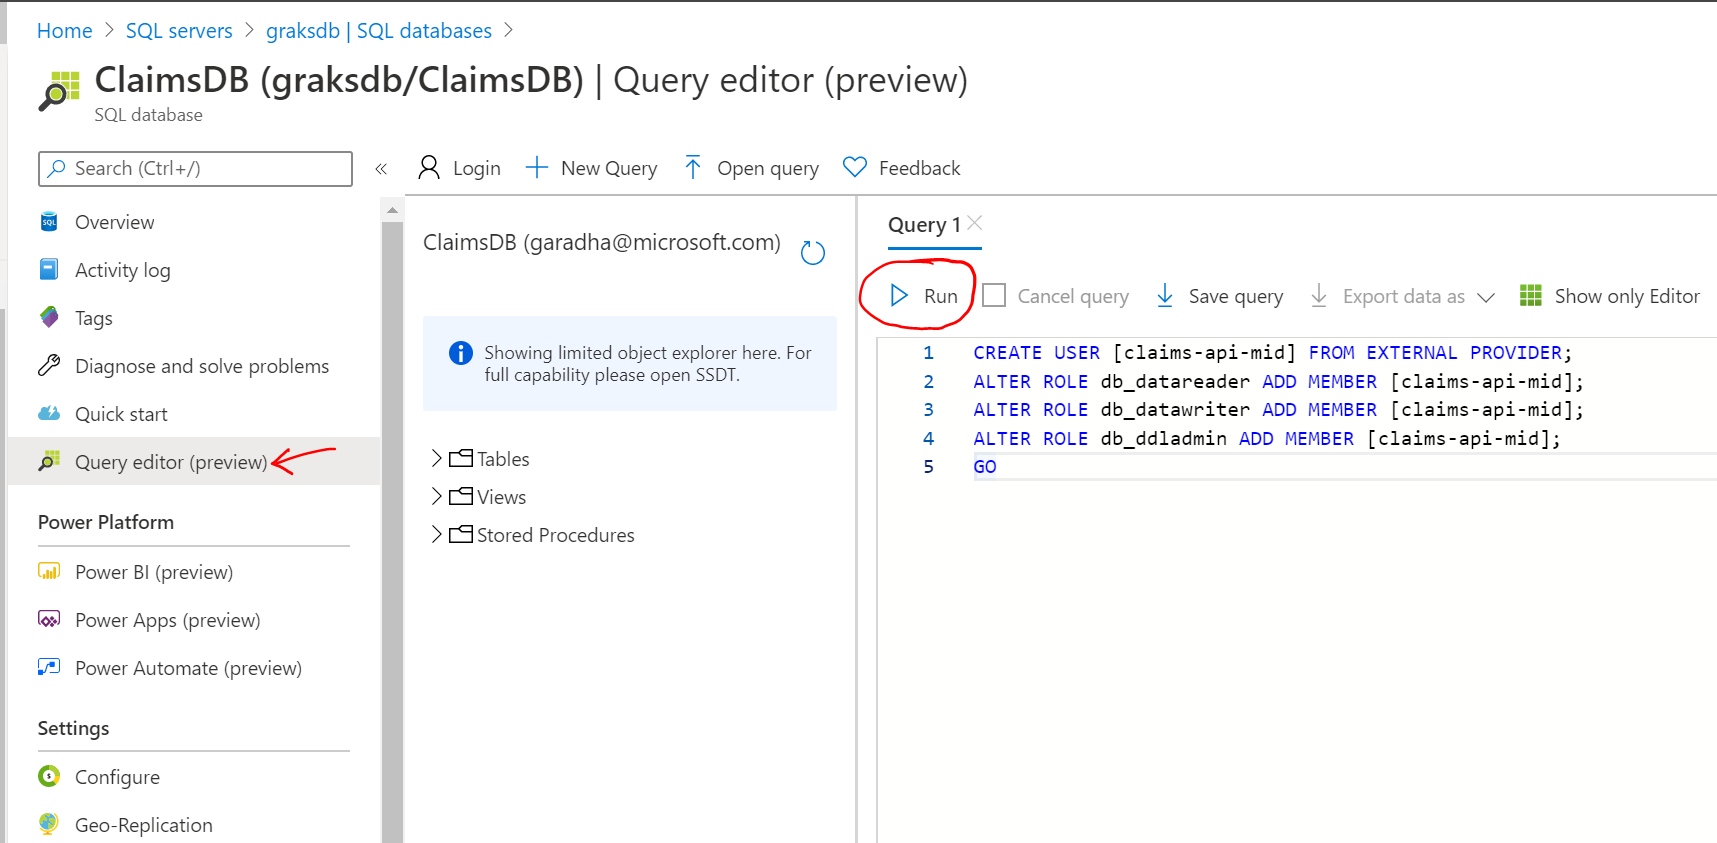 Home > SQL servers > graksdb | SQL databases >
ClaimsDB (graksdb/ClaimsDB) | Query editor (preview)
SQL database
Search (Ctrl+/)
«
Login
New Query
Open query
Feedback
Overview
Activity log
Tags
Diagnose and solve problems
Quick start
Query editor (preview)
Power Platform
Power BI (preview)
Power Apps (preview)
Power Automate (preview)
Settings
Configure
Geo-Replication
ClaimsDB (garadha@microsoft.com)
Showing limited object explorer here. For
full capability please open SSDT.
Tables
Views
Stored Procedures
Query 1
Run
Cancel query
Save query
Export data as
Show only Editor
1 CREATE USER [claims-api-mid] FROM EXTERNAL PROVIDER;
2 ALTER ROLE db_datareader ADD MEMBER [claims-api-mid];
3 ALTER ROLE db_datawriter ADD MEMBER [claims-api-mid];
4 ALTER ROLE db_ddladmin ADD MEMBER [claims-api-mid];
5 GO